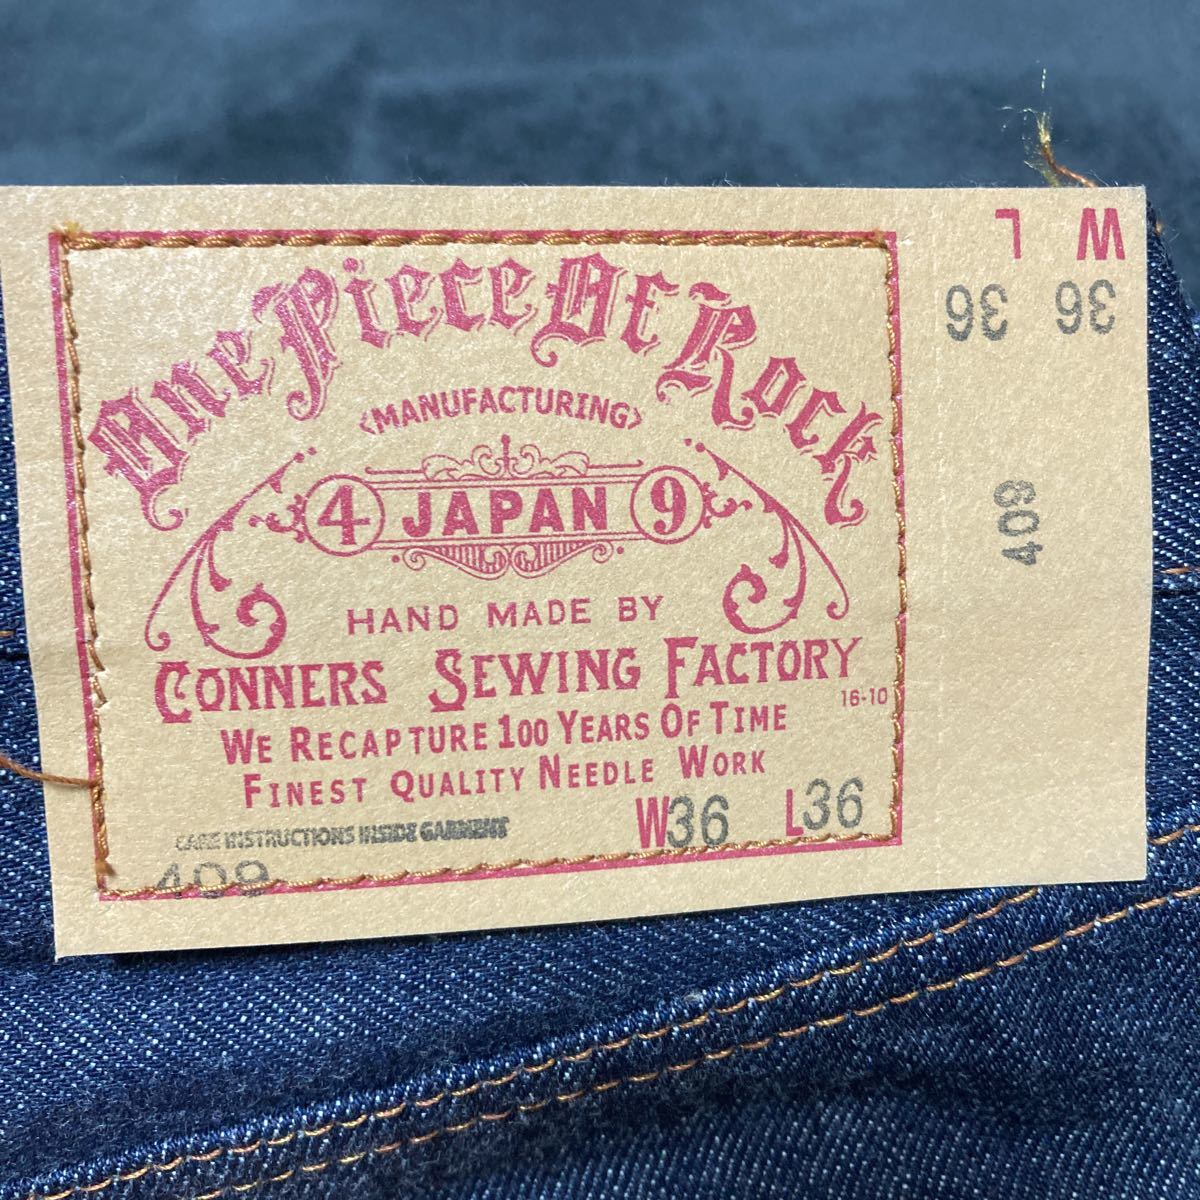 One Piece Of Rock
<MANUFACTURING>
4 JAPAN 9
HAND MADE BY
CONNERS SEWING FACTORY
16-10
WE RECAPTURE 100 YEARS OF TIME
FINEST QUALITY NEEDLE WORK
W36 L36
CARE INSTRUCTIONS INSIDE GARMENT
409
W L
36 36
409